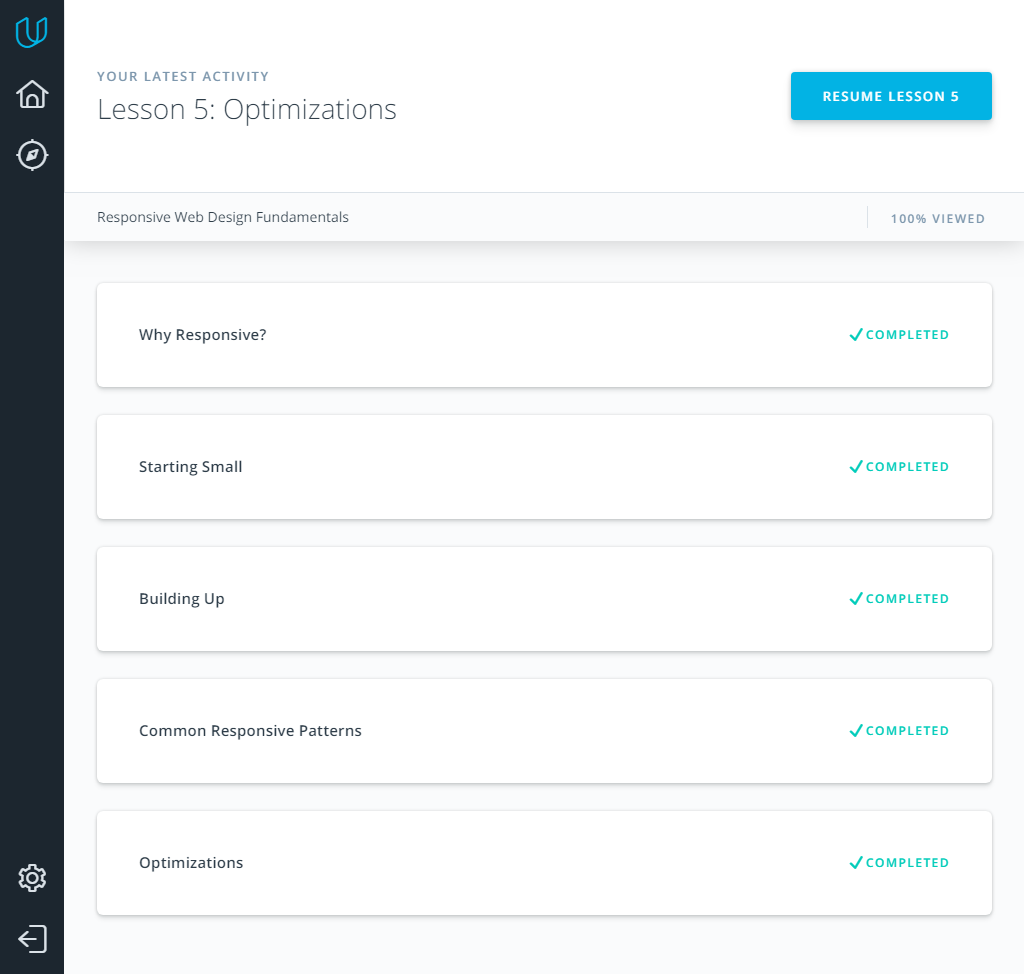 YOUR LATEST ACTIVITY
Lesson 5: Optimizations
RESUME LESSON 5
Responsive Web Design Fundamentals
100% VIEWED
Why Responsive?
COMPLETED
Starting Small
COMPLETED
Building Up
COMPLETED
Common Responsive Patterns
COMPLETED
Optimizations
COMPLETED